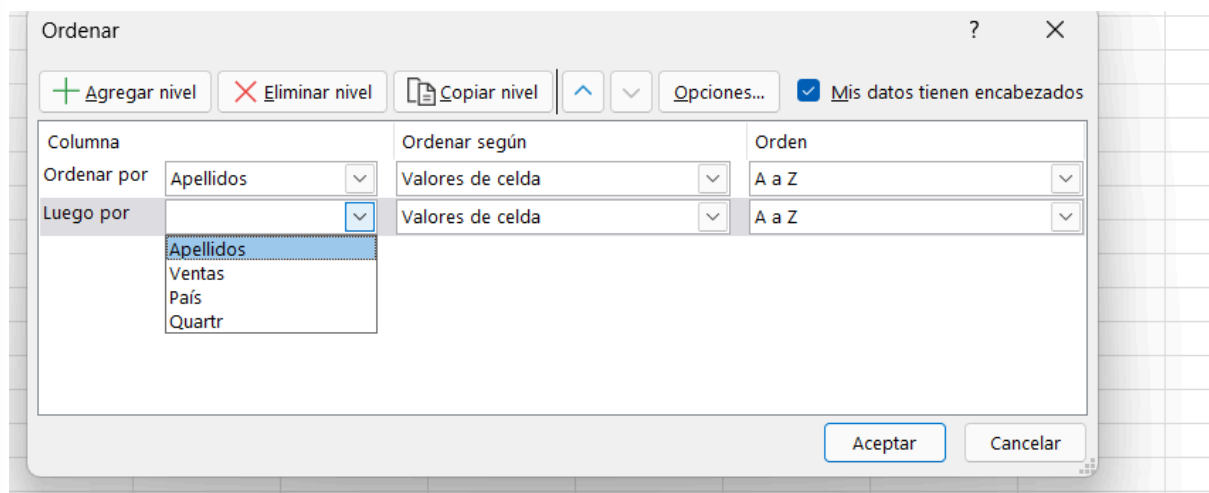 Ordenar ?
Agregar nivel Eliminar nivel Copiar nivel Opciones... Mis datos tienen encabezados
Columna Ordenar según Orden
Ordenar por Apellidos Valores de celda A a Z
Luego por Valores de celda A a Z
Apellidos
Ventas
País
Quartr
Aceptar Cancelar